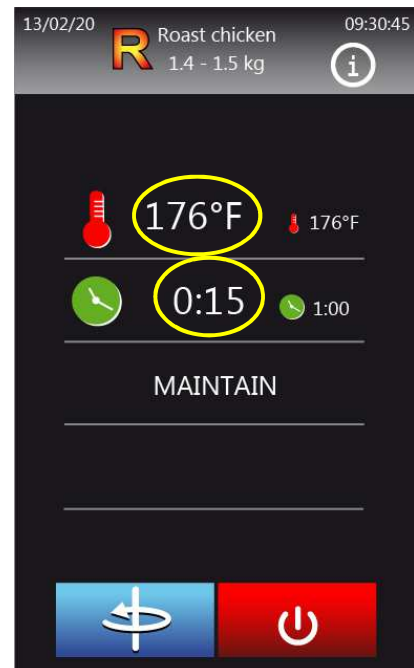 13/02/20
R
Roast chicken
09:30:45
1.4 - 1.5 kg
i
176°F
176°F
0:15
1:00
MAINTAIN